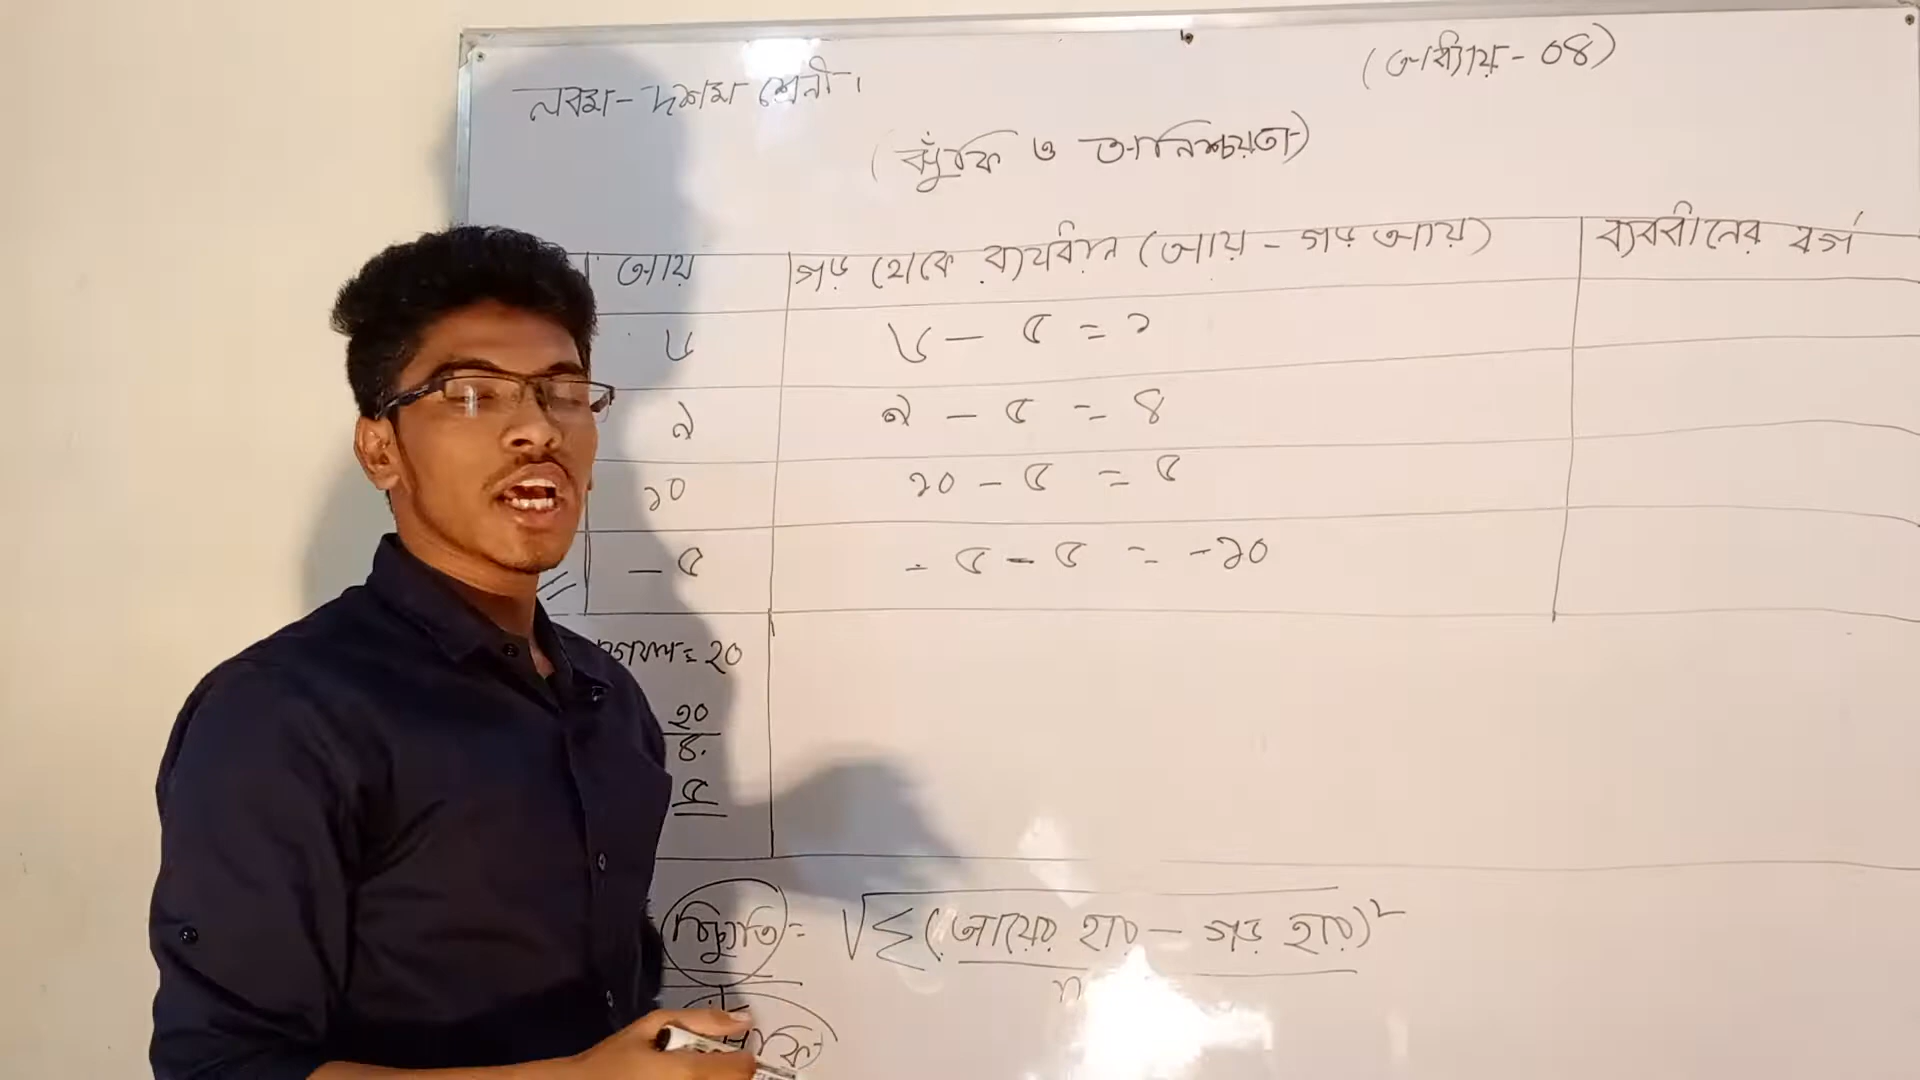 নবম - দশম শ্রেনী।
(অধ্যায় - ০৪)
(ঝুঁকি ও অনিশ্চয়তা)
আয় গড় থেকে ব্যবধান (আয় - গড় আয়) ব্যবধানের বর্গ
৬ ৬ - ৫ = ১
৯ ৯ - ৫ = ৪
১০ ১০ - ৫ = ৫
- ৫ - ৫ - ৫ = -১০
= ২০
২০
৪
৫
= √Σ(আয়ের হার - গড় হার)²
n